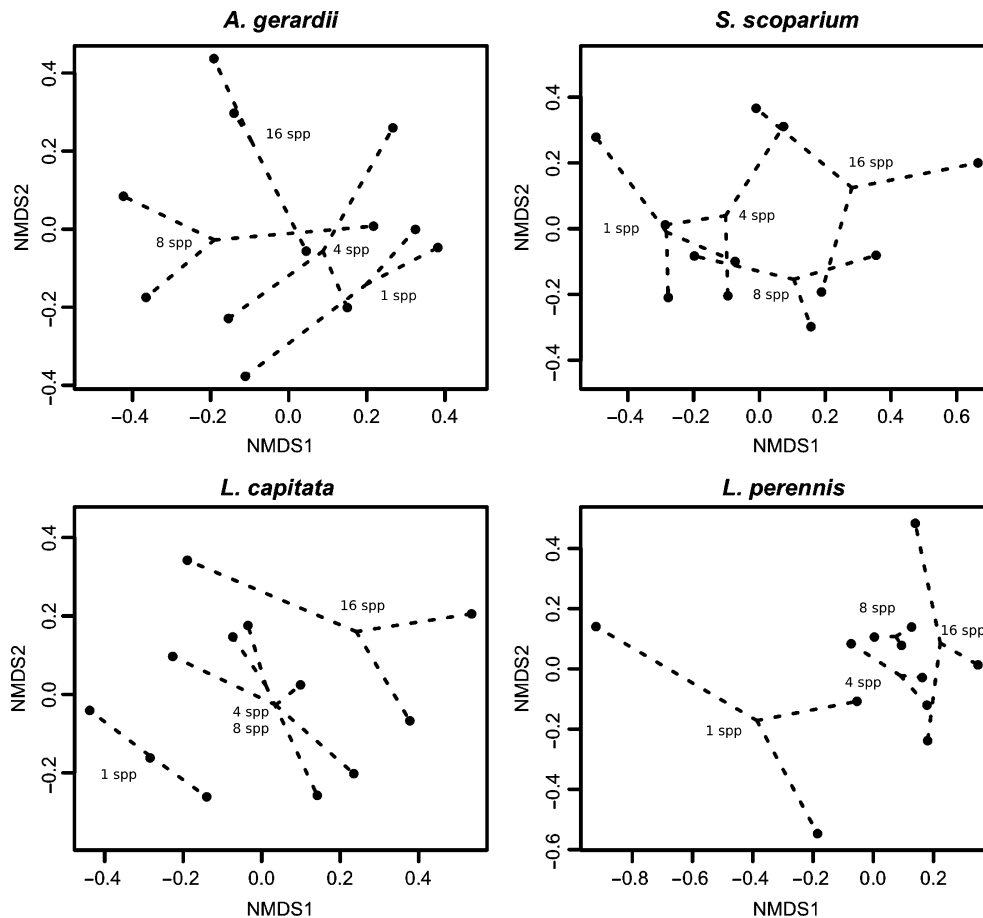 A. gerardii
0.4
0.2
0.0
−0.2
−0.4
NMDS2
16 spp
8 spp
4 spp
1 spp
−0.4 −0.2 0.0 0.2 0.4
NMDS1
S. scoparium
0.4
0.2
0.0
−0.2
−0.4
NMDS2
16 spp
4 spp
1 spp
8 spp
−0.4 −0.2 0.0 0.2 0.4 0.6
NMDS1
L. capitata
0.4
0.2
0.0
−0.2
NMDS2
16 spp
4 spp
8 spp
1 spp
−0.4 −0.2 0.0 0.2 0.4
NMDS1
L. perennis
0.4
0.2
0.0
−0.2
−0.4
−0.6
NMDS2
8 spp
16 spp
4 spp
1 spp
−0.8 −0.6 −0.4 −0.2 0.0 0.2
NMDS1